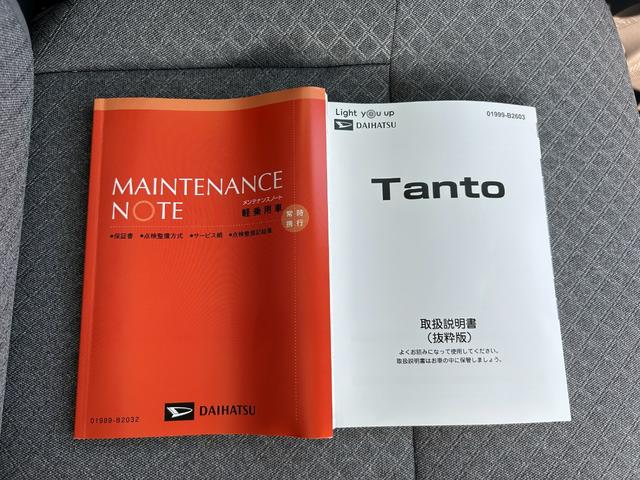 MAINTENANCE
NOTE
メンテナンスノート
軽乗用車
常時
携行
●保証書 ●点検整備方式 ●サービス網 ●点検整備記録簿
01999-B2032
DAIHATSU
Light you up
DAIHATSU
01999-B2603
Tanto
取扱説明書
(抜粋版)
よくお読みになって使用してください。
取扱説明書はお車の中に保管しましょう。